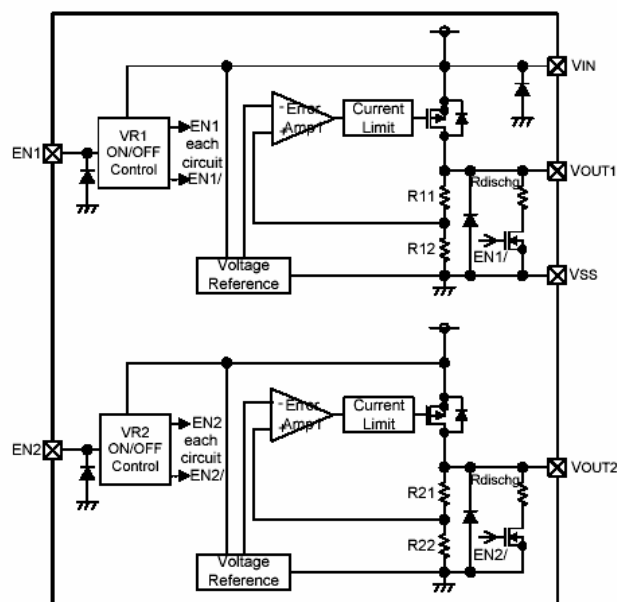 VIN
EN1
VR1
ON/OFF
Control
EN1
each
circuit
EN1/
- Error
+Amp1
Current
Limit
VOUT1
R11
Rdischg
R12
EN1/
Voltage
Reference
VSS
EN2
VR2
ON/OFF
Control
EN2
each
circuit
EN2/
- Error
+Amp1
Current
Limit
VOUT2
R21
Rdischg
R22
EN2/
Voltage
Reference